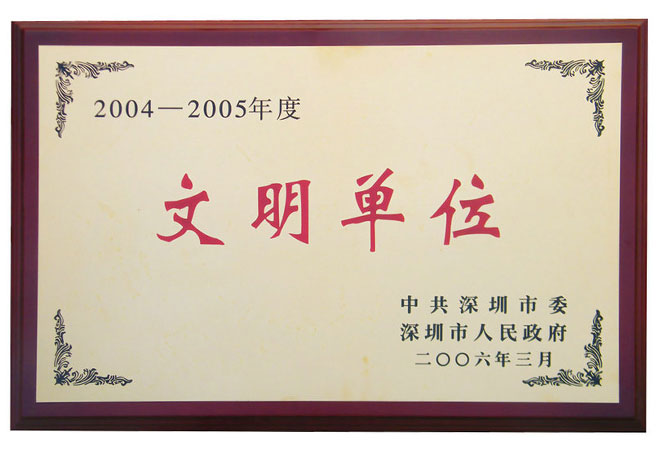 2004—2005年度
文明单位
中共深圳市委
深圳市人民政府
二〇〇六年三月